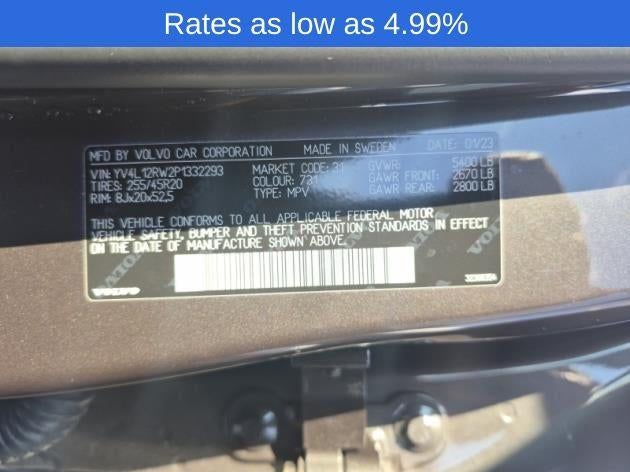 Rates as low as 4.99%
MFD BY VOLVO CAR CORPORATION MADE IN SWEDEN DATE: 01/23
VIN: YV4L12RW2P1332293 MARKET CODE: 31 GVWR: 5400 LB
TIRES: 255/45R20 COLOUR: 731 GAWR FRONT: 2670 LB
RIM: 8Jx20x52,5 TYPE: MPV GAWR REAR: 2800 LB
THIS VEHICLE CONFORMS TO ALL APPLICABLE FEDERAL MOTOR
VEHICLE SAFETY, BUMPER AND THEFT PREVENTION STANDARDS IN EFFECT
ON THE DATE OF MANUFACTURE SHOWN ABOVE.
VOLVO